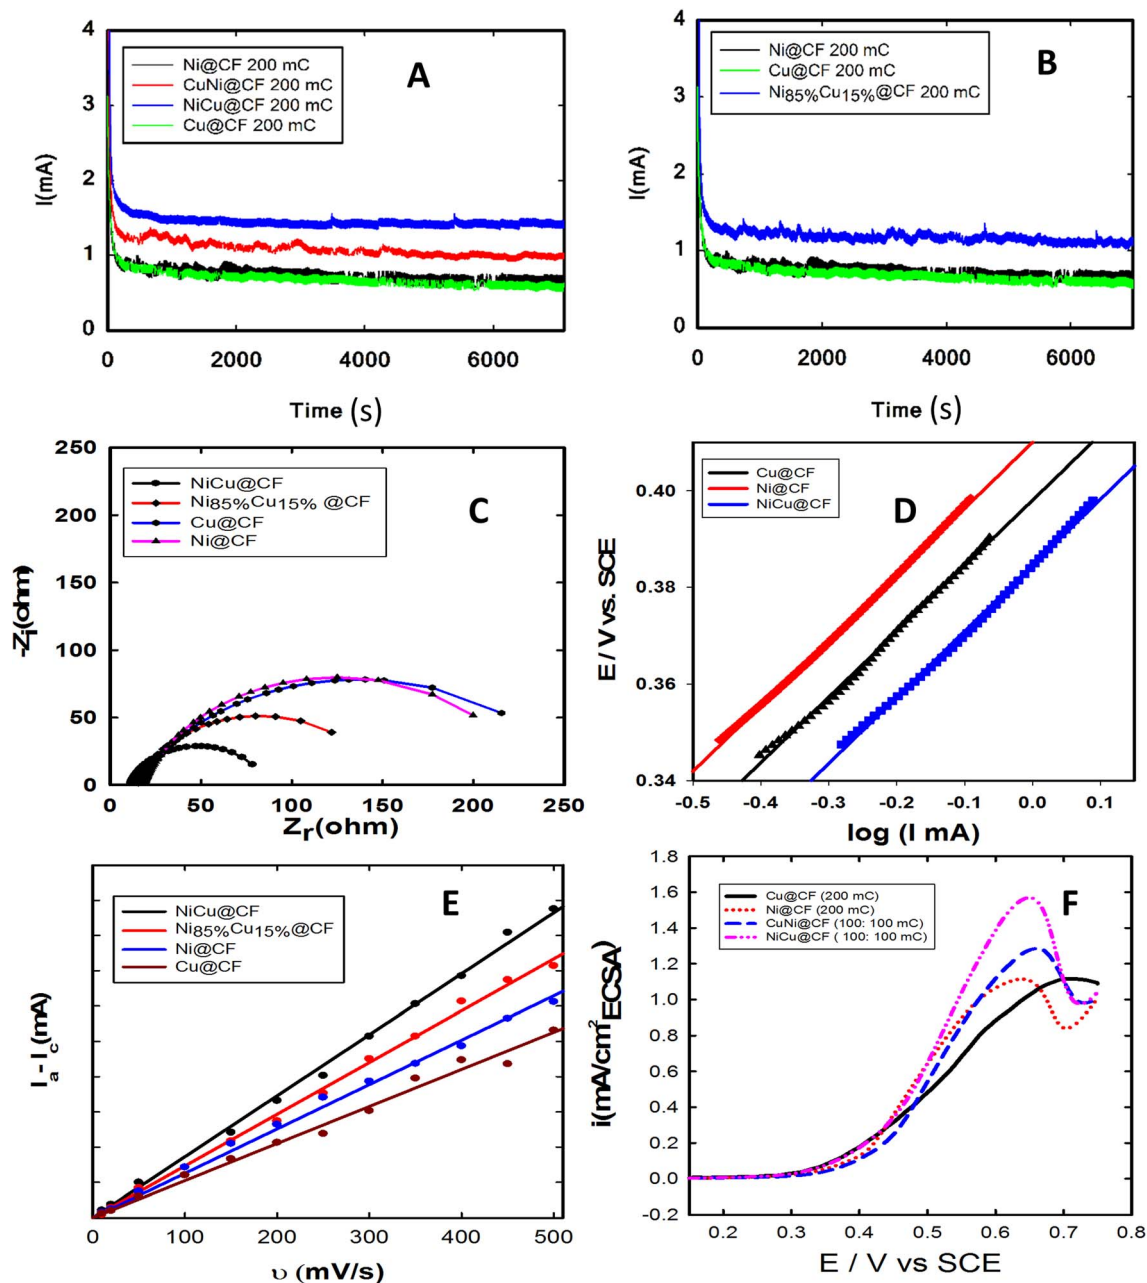 4
3
2
1
0
I(mA)
Ni@CF 200 mC
CuNi@CF 200 mC
NiCu@CF 200 mC
Cu@CF 200 mC
A
0
2000
4000
6000
Time (s)
4
3
2
1
0
I(mA)
Ni@CF 200 mC
Cu@CF 200 mC
Ni85%Cu15%@CF 200 mC
B
0
2000
4000
6000
Time (s)
-250
-200
-150
-100
-50
0
-Zi(ohm)
NiCu@CF
Ni85%Cu15% @CF
Cu@CF
Ni@CF
C
0
50
100
150
200
250
Zr(ohm)
0.40
0.38
0.36
0.34
E / V vs. SCE
Cu@CF
Ni@CF
NiCu@CF
D
-0.5
-0.4
-0.3
-0.2
-0.1
0.0
0.1
log (I mA)
Ia - Ic (mA)
NiCu@CF
Ni85%Cu15%@CF
Ni@CF
Cu@CF
E
0
100
200
300
400
500
υ (mV/s)
1.8
1.6
1.4
1.2
1.0
0.8
0.6
0.4
0.2
0.0
-0.2
i(mA/cm2ECSA)
Cu@CF (200 mC)
Ni@CF (200 mC)
CuNi@CF (100: 100 mC)
NiCu@CF ( 100: 100 mC)
F
0.2
0.3
0.4
0.5
0.6
0.7
0.8
E / V vs SCE